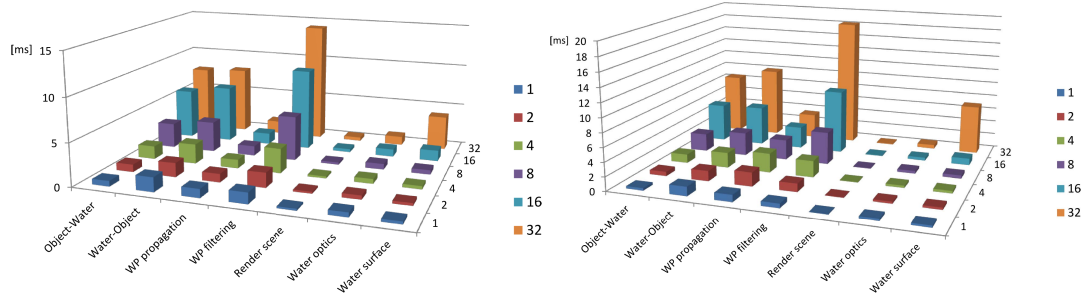 [ms]
15
10
5
0
Object-Water
Water-Object
WP propagation
WP filtering
Render scene
Water optics
Water surface
1
2
4
8
16
32
1
2
4
8
16
32
[ms]
20
18
16
14
12
10
8
6
4
2
0
Object-Water
Water-Object
WP propagation
WP filtering
Render scene
Water optics
Water surface
1
2
4
8
16
32
1
2
4
8
16
32